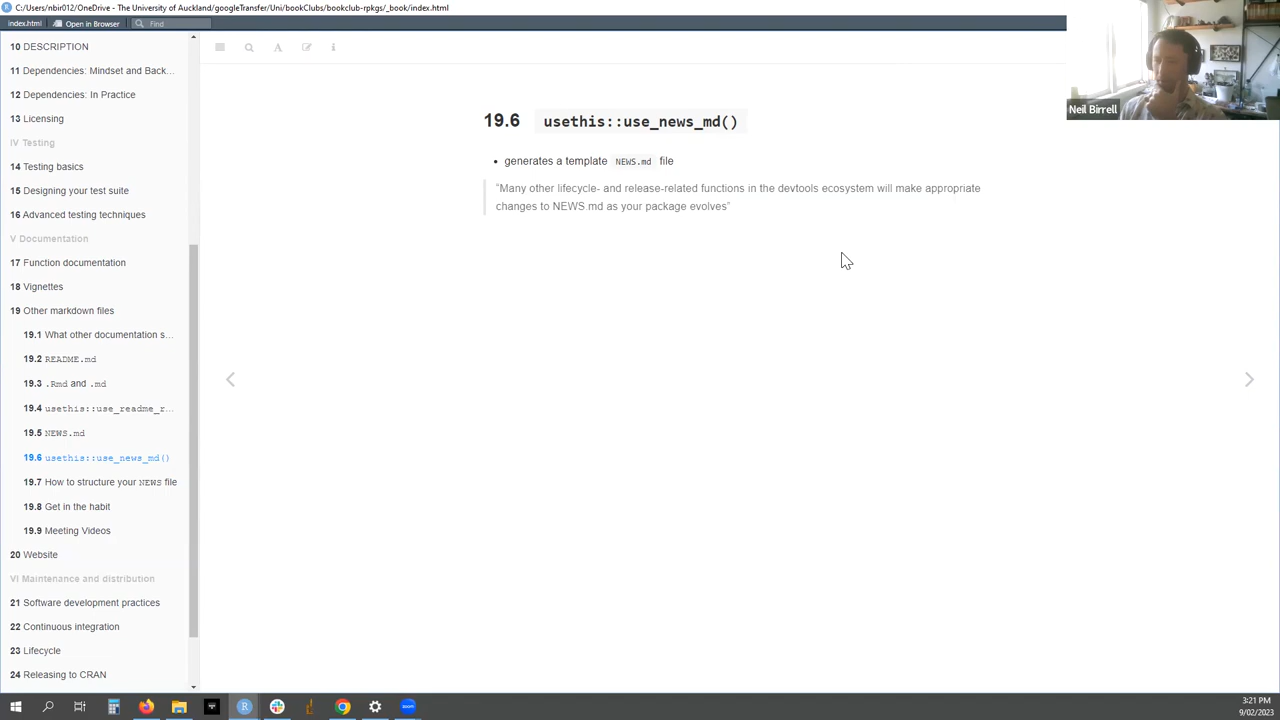 C:/Users/nbir012/OneDrive - The University of Auckland/googleTransfer/Uni/bookClubs/bookclub-rpkgs/_book/index.html
index.html
Open in Browser
Find
10 DESCRIPTION
11 Dependencies: Mindset and Back...
12 Dependencies: In Practice
13 Licensing
IV Testing
14 Testing basics
15 Designing your test suite
16 Advanced testing techniques
V Documentation
17 Function documentation
18 Vignettes
19 Other markdown files
19.1 What other documentation s...
19.2 README.md
19.3 .Rmd and .md
19.4 usethis::use_readme_r...
19.5 NEWS.md
19.6 usethis::use_news_md()
19.7 How to structure your NEWS file
19.8 Get in the habit
19.9 Meeting Videos
20 Website
VI Maintenance and distribution
21 Software development practices
22 Continuous integration
23 Lifecycle
24 Releasing to CRAN
19.6 usethis::use_news_md()
• generates a template NEWS.md file
“Many other lifecycle- and release-related functions in the devtools ecosystem will make appropriate
changes to NEWS.md as your package evolves”
Neil Birrell
3:21 PM
9/02/2023